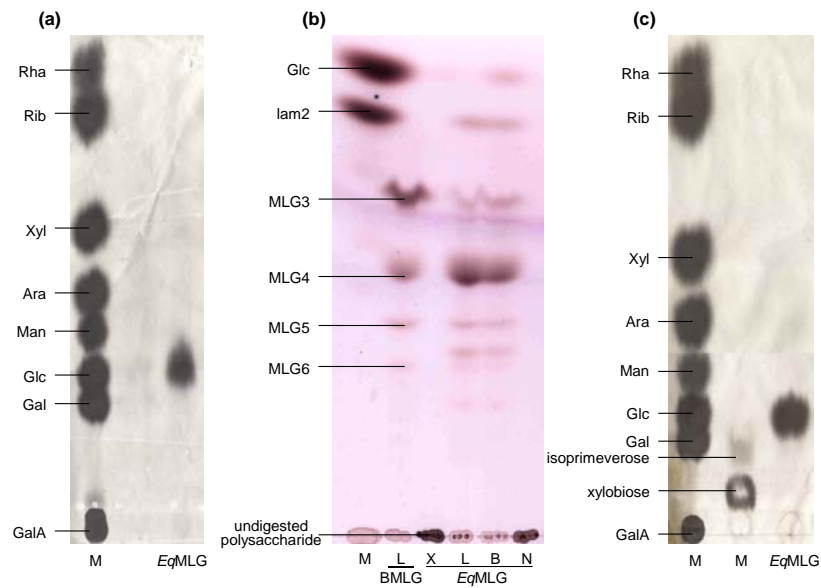 (a)
Rha
Rib
Xyl
Ara
Man
Glc
Gal
GalA
M EqMLG
(b)
Glc
lam2
MLG3
MLG4
MLG5
MLG6
undigested
polysaccharide
M L X L B N
BMLG EqMLG
(c)
Rha
Rib
Xyl
Ara
Man
Glc
Gal
isoprimeverose
xylobiose
GalA
M M EqMLG